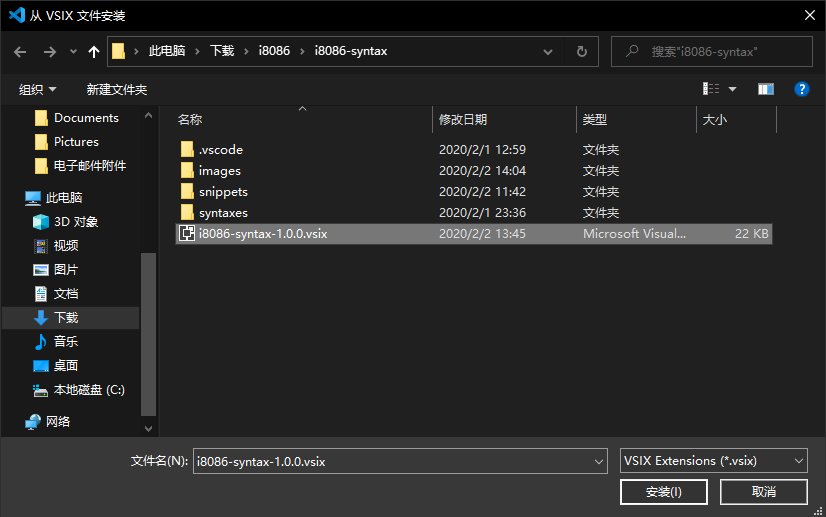 从 VSIX 文件安装
此电脑 下载 i8086 i8086-syntax
搜索"i8086-syntax"
组织 新建文件夹
Documents
Pictures
电子邮件附件
此电脑
3D 对象
视频
图片
文档
下载
音乐
桌面
本地磁盘 (C:)
网络
名称 修改日期 类型 大小
.vscode 2020/2/1 12:59 文件夹
images 2020/2/2 14:04 文件夹
snippets 2020/2/2 11:42 文件夹
syntaxes 2020/2/1 23:36 文件夹
i8086-syntax-1.0.0.vsix 2020/2/2 13:45 Microsoft Visual... 22 KB
文件名(N): i8086-syntax-1.0.0.vsix VSIX Extensions (*.vsix)
安装(I) 取消